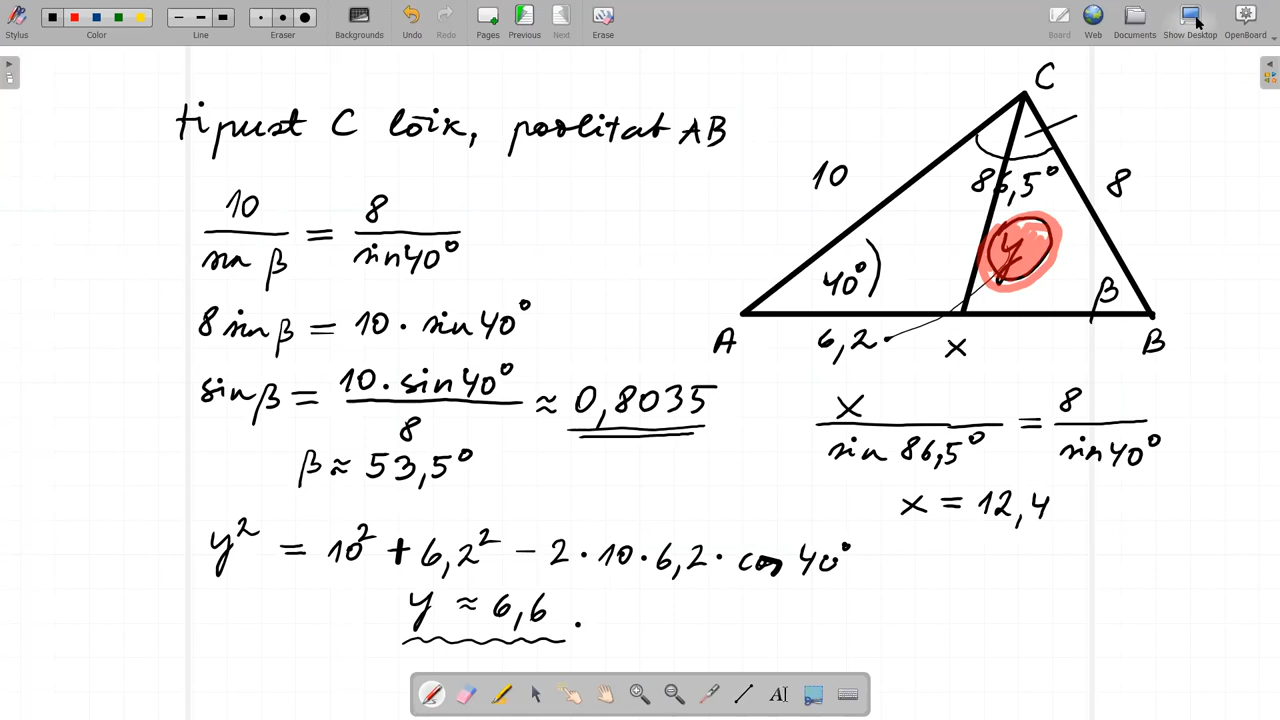 Stylus Color Line Eraser Backgrounds Undo Redo Pages Previous Next Erase Board Web Documents Show Desktop OpenBoard
tipust C lõik, poolitab AB
10/sin β = 8/sin 40°
8 sin β = 10 · sin 40°
sin β = 10 · sin 40°/8 ≈ 0,8035
β ≈ 53,5°
y² = 10² + 6,2² − 2 · 10 · 6,2 · cos 40°
y ≈ 6,6.
C
10
86,5°
8
y
40°
β
A
6,2
x
B
x/sin 86,5° = 8/sin 40°
x = 12,4
AI